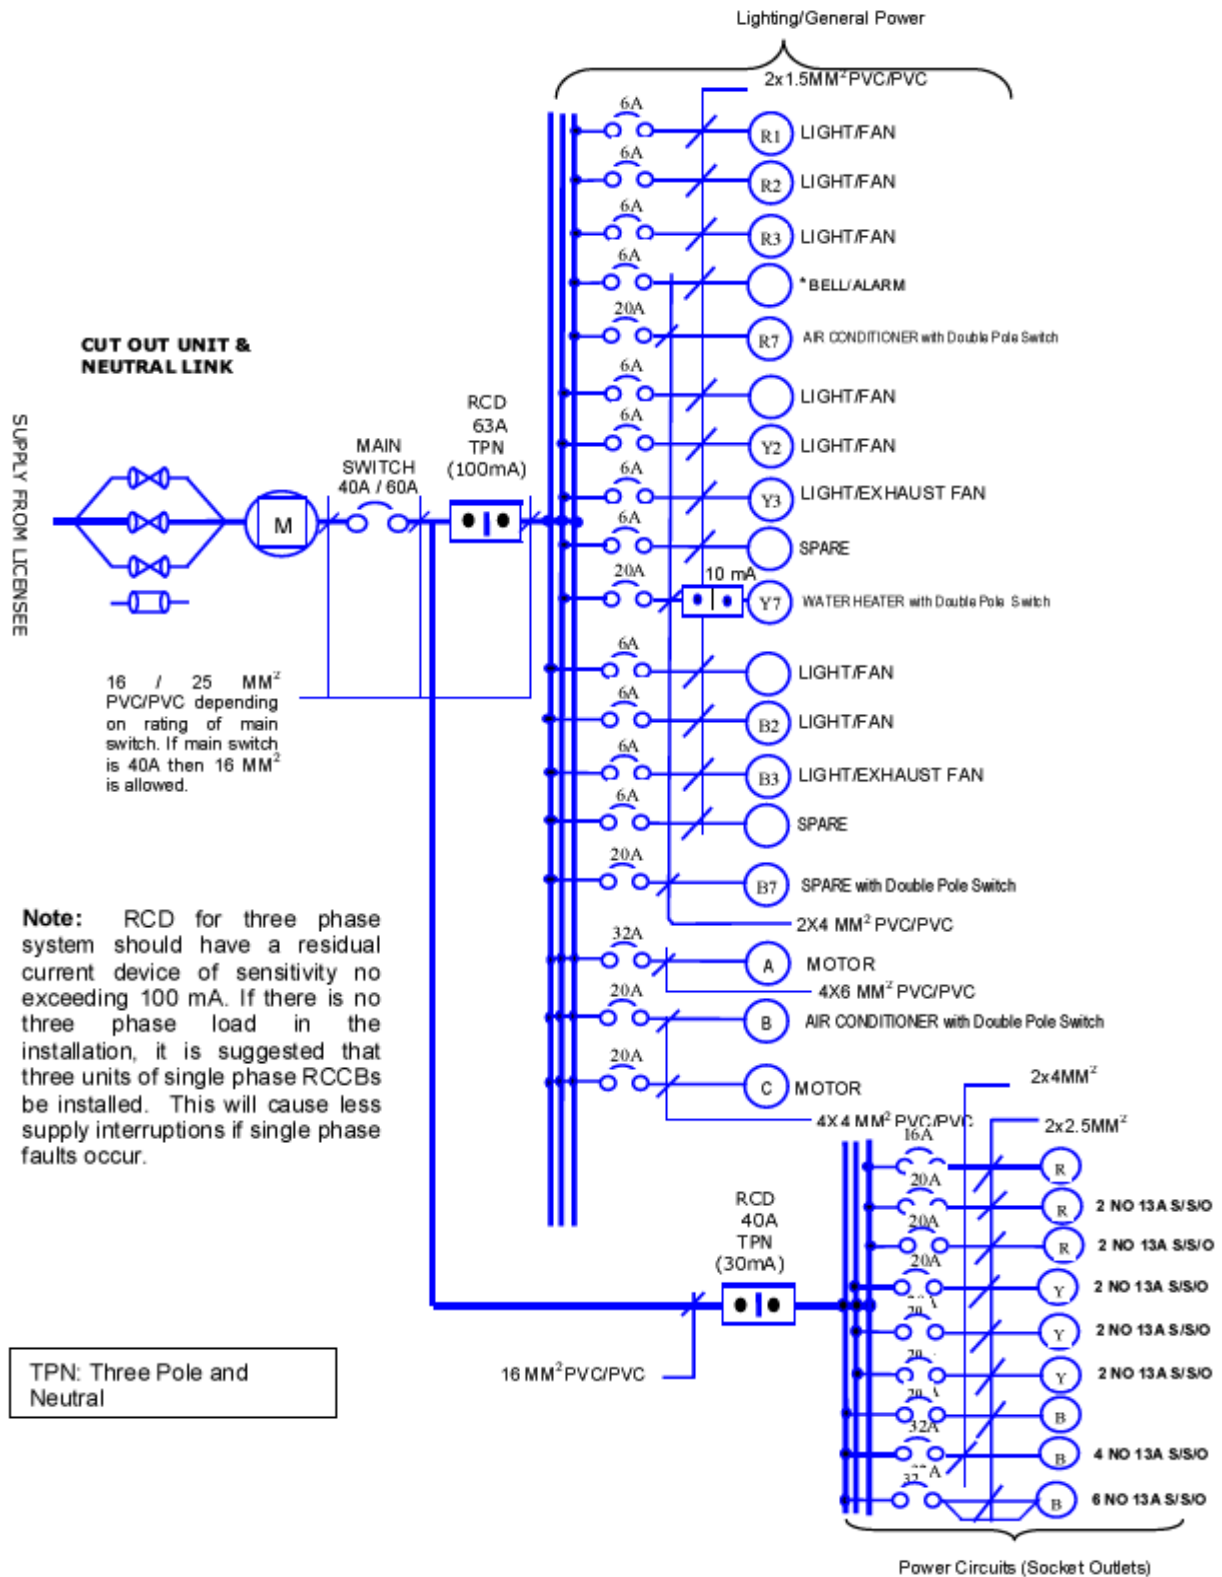 Lighting/General Power
2x1.5MM² PVC/PVC
6A
R1 LIGHT/FAN
6A
R2 LIGHT/FAN
6A
R3 LIGHT/FAN
6A
*BELL/ALARM
20A
R7 AIR CONDITIONER with Double Pole Switch
6A
LIGHT/FAN
6A
Y2 LIGHT/FAN
6A
Y3 LIGHT/EXHAUST FAN
6A
SPARE
20A
10 mA
Y7 WATER HEATER with Double Pole Switch
6A
LIGHT/FAN
6A
B2 LIGHT/FAN
6A
B3 LIGHT/EXHAUST FAN
6A
SPARE
20A
B7 SPARE with Double Pole Switch
2X4 MM² PVC/PVC
32A
A MOTOR
4X6 MM² PVC/PVC
20A
B AIR CONDITIONER with Double Pole Switch
20A
C MOTOR
4X4 MM² PVC/PVC
CUT OUT UNIT &
NEUTRAL LINK
SUPPLY FROM LICENSEE
M
MAIN
SWITCH
40A / 60A
RCD
63A
TPN
(100mA)
16 / 25 MM²
PVC/PVC depending
on rating of main
switch. If main switch
is 40A then 16 MM²
is allowed.
Note: RCD for three phase
system should have a residual
current device of sensitivity no
exceeding 100 mA. If there is no
three phase load in the
installation, it is suggested that
three units of single phase RCCBs
be installed. This will cause less
supply interruptions if single phase
faults occur.
TPN: Three Pole and
Neutral
16 MM² PVC/PVC
RCD
40A
TPN
(30mA)
2x4MM²
2x2.5MM²
16A
R
20A
R 2 NO 13A S/S/O
20A
R 2 NO 13A S/S/O
20A
Y 2 NO 13A S/S/O
Y 2 NO 13A S/S/O
Y 2 NO 13A S/S/O
B
32A
B 4 NO 13A S/S/O
B 6 NO 13A S/S/O
Power Circuits (Socket Outlets)